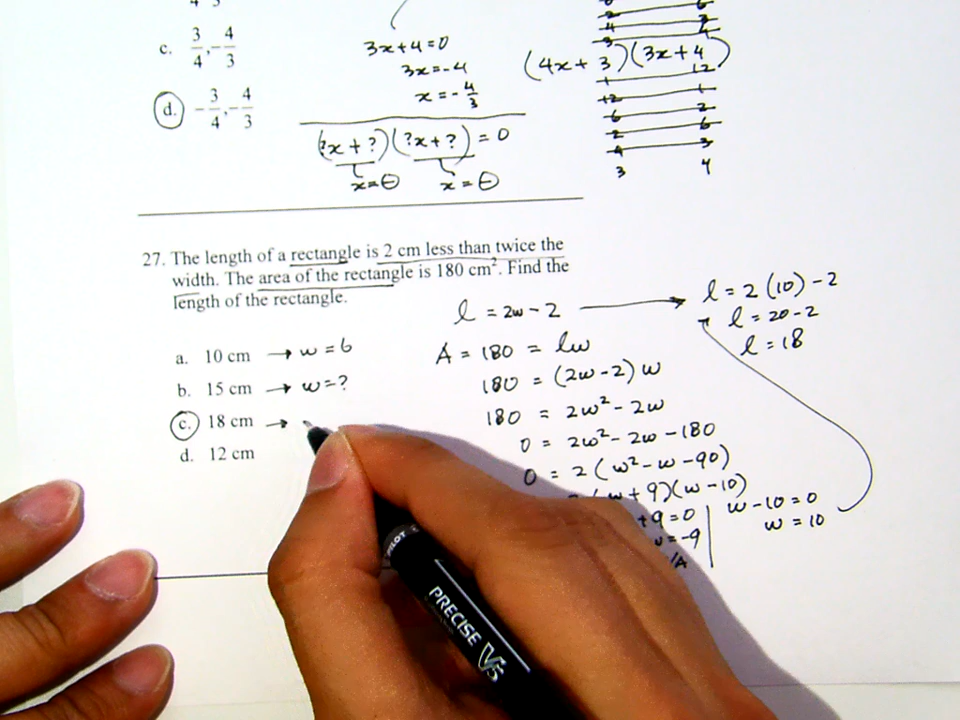 c. 3/4, -4/3
d. -3/4, -4/3
3x+4=0
3x=-4
x=-4/3
(?x+?)(?x+?)=0
x=⊖ x=⊖
(4x+3)(3x+4)
12
1
12
6 2
2 6
4 3
3 4
27. The length of a rectangle is 2 cm less than twice the
width. The area of the rectangle is 180 cm². Find the
length of the rectangle.
a. 10 cm → w=6
b. 15 cm → w=?
c. 18 cm →
d. 12 cm
l = 2w-2
A = 180 = lw
180 = (2w-2)w
180 = 2w²-2w
0 = 2w²-2w-180
0 = 2(w²-w-90)
w+9)(w-10)
+9=0
=-9
w-10=0
w=10
l=2(10)-2
l=20-2
l=18
PILOT
PRECISE V5